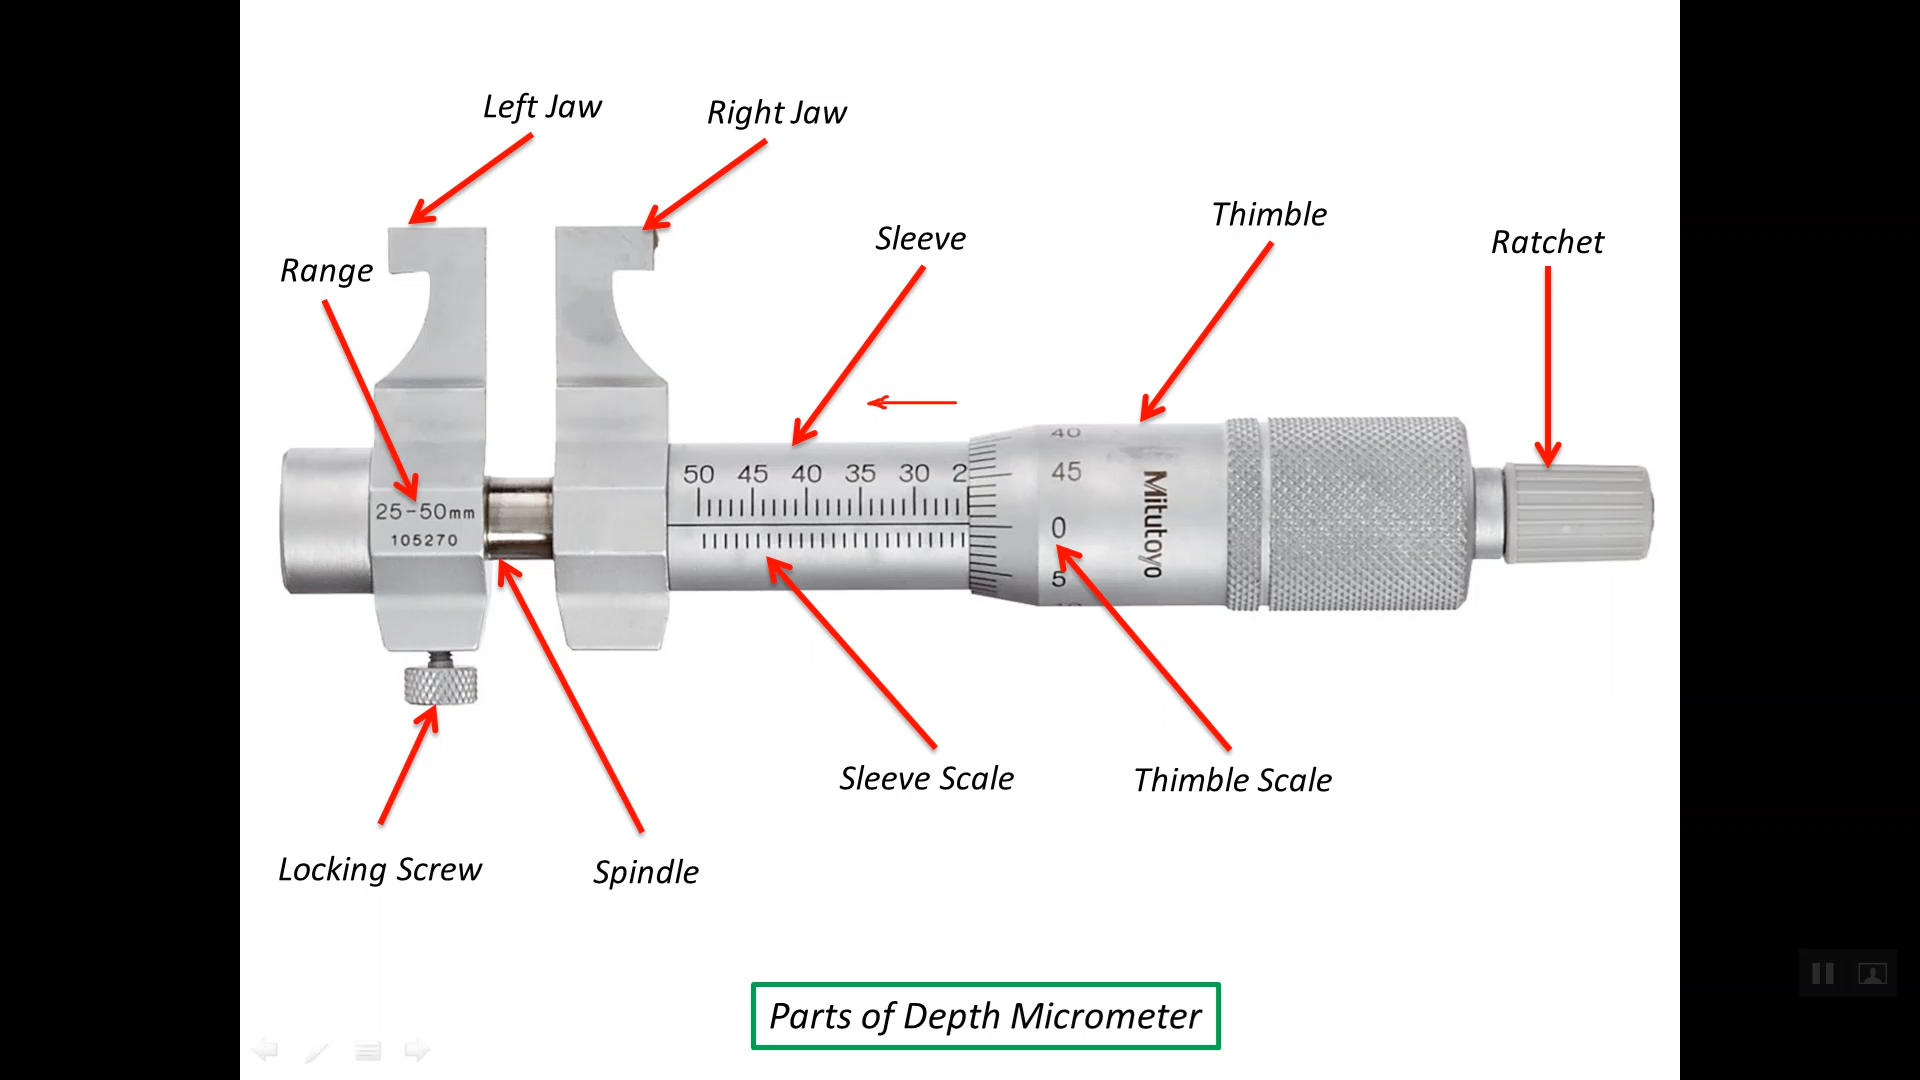 Left Jaw
Right Jaw
Thimble
Sleeve
Ratchet
Range
40
50 45 40 35 30 2
45
25-50mm
105270
0
5
Mitutoyo
Sleeve Scale
Thimble Scale
Locking Screw
Spindle
Parts of Depth Micrometer